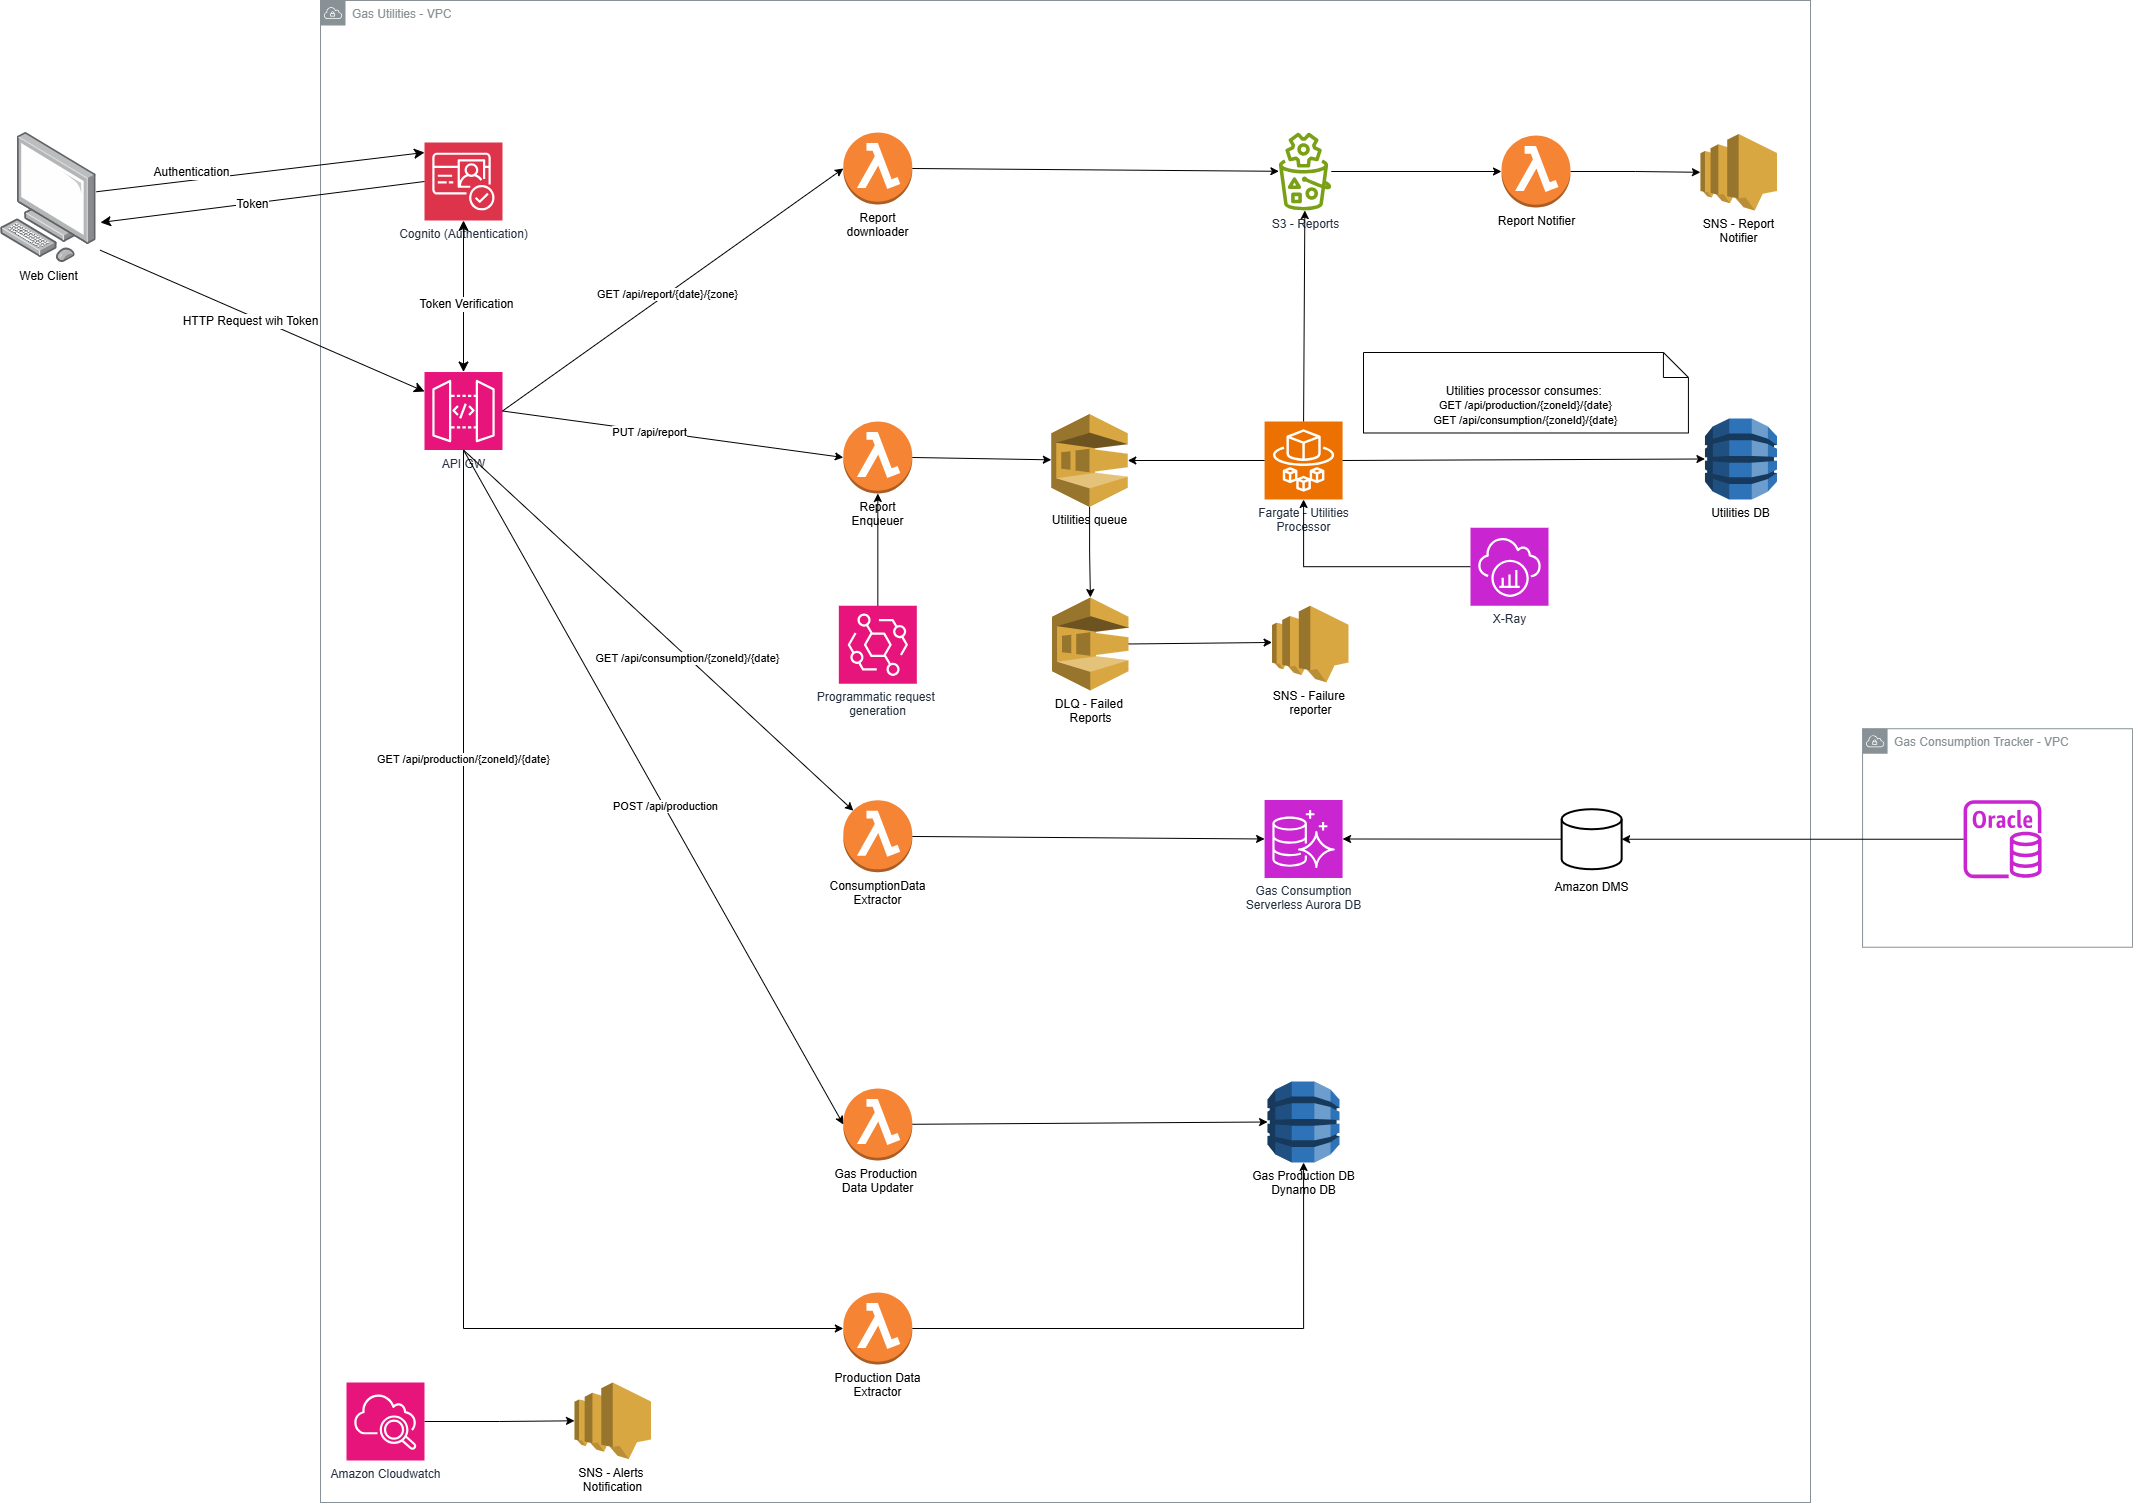 Gas Utilities - VPC
Authentication
Token
Cognito (Authentication)
Web Client
HTTP Request wih Token
Token Verification
API GW
Report
downloader
S3 - Reports
Report Notifier
SNS - Report
Notifier
GET /api/report/{date}/{zone}
PUT /api/report
Report
Enqueuer
Utilities queue
Fargate - Utilities
Processor
Utilities processor consumes:
GET /api/production/{zoneId}/{date}
GET /api/consumption/{zoneId}/{date}
Utilities DB
X-Ray
Programmatic request
generation
DLQ - Failed
Reports
SNS - Failure
reporter
GET /api/consumption/{zoneId}/{date}
GET /api/production/{zoneId}/{date}
POST /api/production
ConsumptionData
Extractor
Gas Consumption
Serverless Aurora DB
Amazon DMS
Gas Consumption Tracker - VPC
Oracle
Gas Production
Data Updater
Gas Production DB
Dynamo DB
Production Data
Extractor
Amazon Cloudwatch
SNS - Alerts
Notification